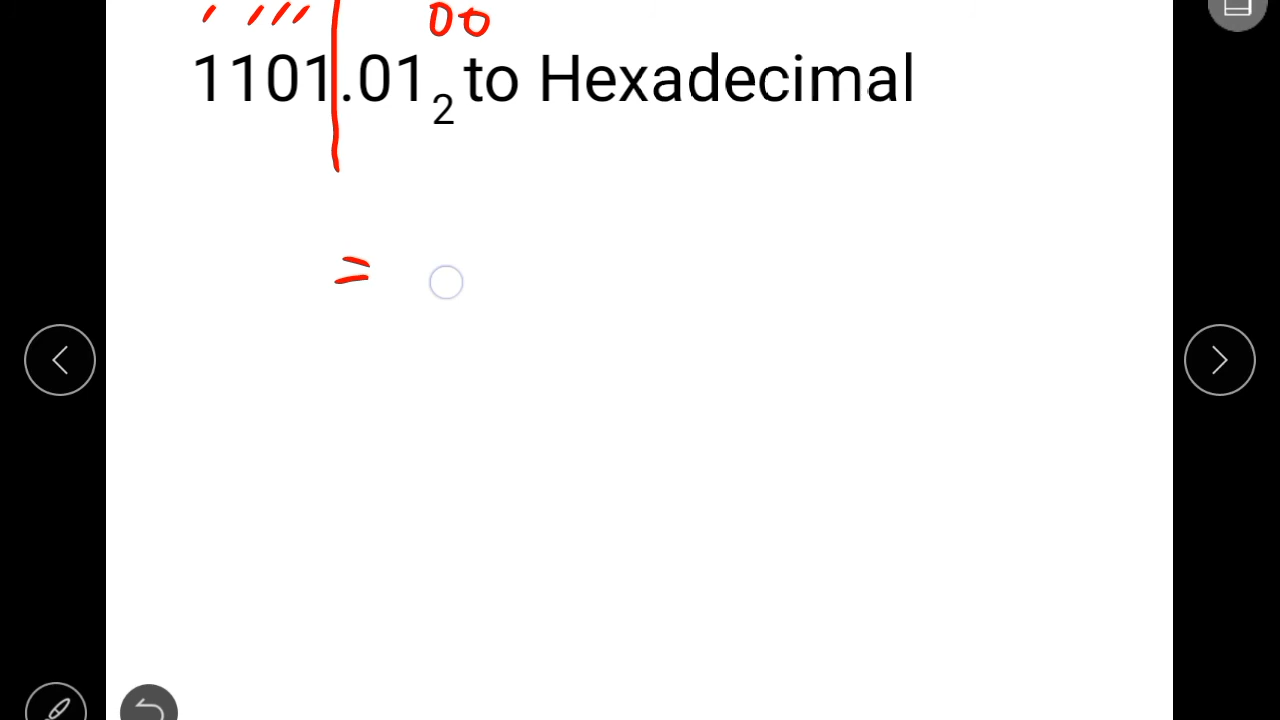 00
1101.01₂ to Hexadecimal
=